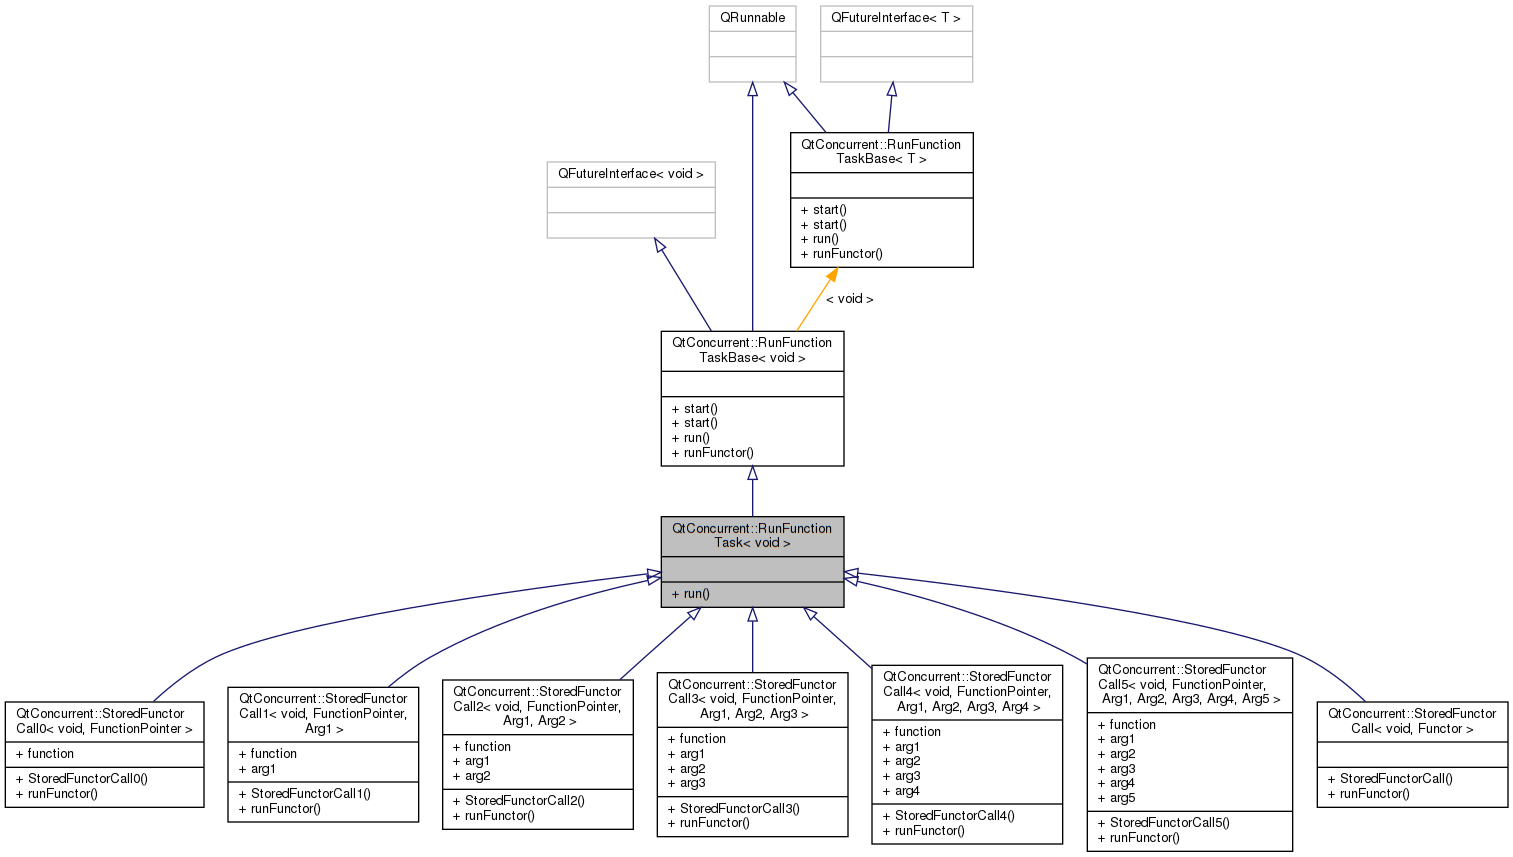 QRunnable
QFutureInterface< T >
QtConcurrent::RunFunction
TaskBase< T >
+ start()
+ start()
+ run()
+ runFunctor()
QFutureInterface< void >
< void >
QtConcurrent::RunFunction
TaskBase< void >
+ start()
+ start()
+ run()
+ runFunctor()
QtConcurrent::RunFunction
Task< void >
+ run()
QtConcurrent::StoredFunctor
Call0< void, FunctionPointer >
+ function
+ StoredFunctorCall0()
+ runFunctor()
QtConcurrent::StoredFunctor
Call1< void, FunctionPointer,
Arg1 >
+ function
+ arg1
+ StoredFunctorCall1()
+ runFunctor()
QtConcurrent::StoredFunctor
Call2< void, FunctionPointer,
Arg1, Arg2 >
+ function
+ arg1
+ arg2
+ StoredFunctorCall2()
+ runFunctor()
QtConcurrent::StoredFunctor
Call3< void, FunctionPointer,
Arg1, Arg2, Arg3 >
+ function
+ arg1
+ arg2
+ arg3
+ StoredFunctorCall3()
+ runFunctor()
QtConcurrent::StoredFunctor
Call4< void, FunctionPointer,
Arg1, Arg2, Arg3, Arg4 >
+ function
+ arg1
+ arg2
+ arg3
+ arg4
+ StoredFunctorCall4()
+ runFunctor()
QtConcurrent::StoredFunctor
Call5< void, FunctionPointer,
Arg1, Arg2, Arg3, Arg4, Arg5 >
+ function
+ arg1
+ arg2
+ arg3
+ arg4
+ arg5
+ StoredFunctorCall5()
+ runFunctor()
QtConcurrent::StoredFunctor
Call< void, Functor >
+ StoredFunctorCall()
+ runFunctor()